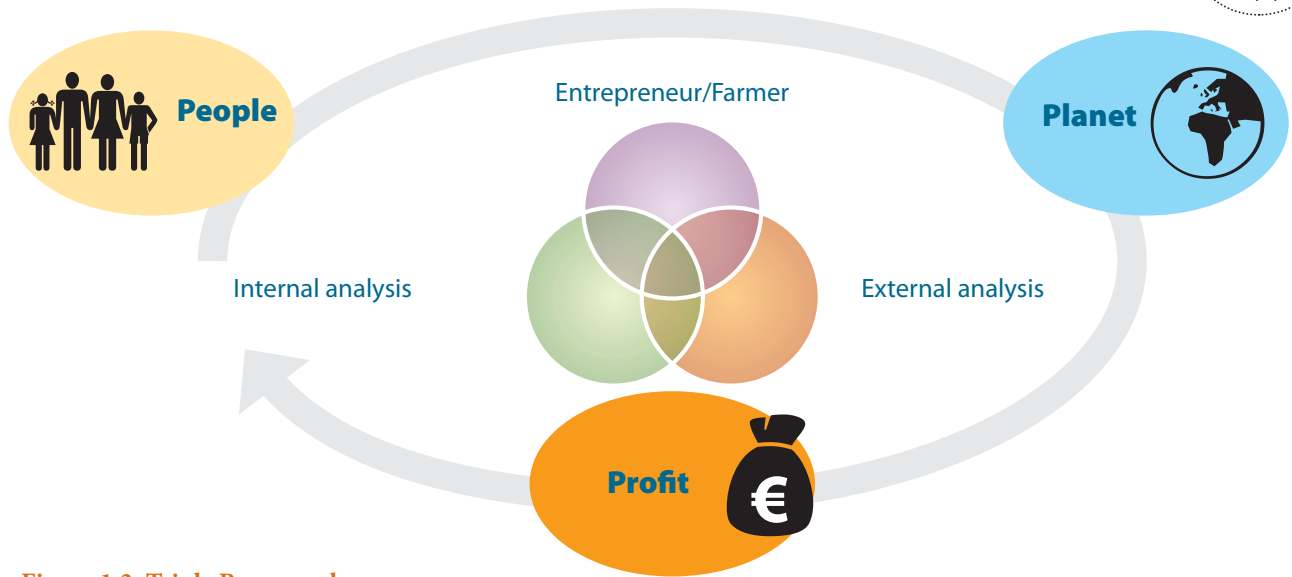 People
Entrepreneur/Farmer
Planet
Internal analysis
External analysis
Profit
€